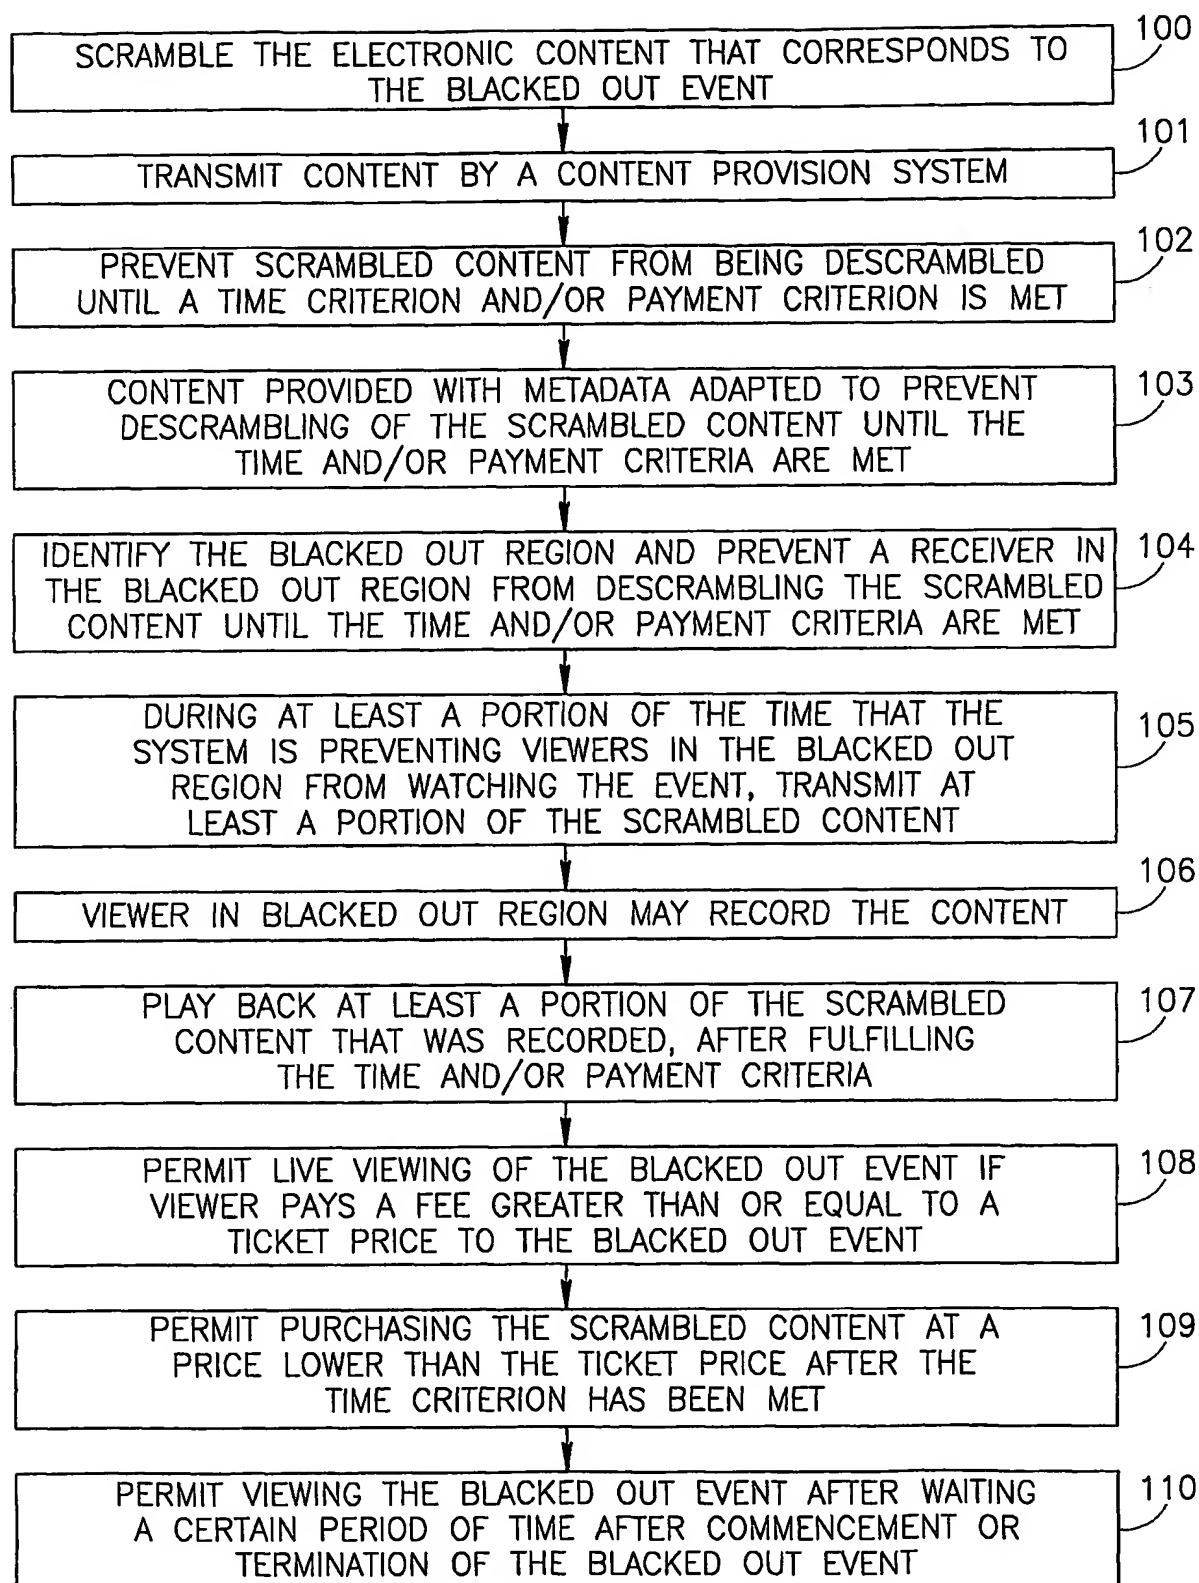 100
SCRAMBLE THE ELECTRONIC CONTENT THAT CORRESPONDS TO
THE BLACKED OUT EVENT
101
TRANSMIT CONTENT BY A CONTENT PROVISION SYSTEM
102
PREVENT SCRAMBLED CONTENT FROM BEING DESCRAMBLED
UNTIL A TIME CRITERION AND/OR PAYMENT CRITERION IS MET
103
CONTENT PROVIDED WITH METADATA ADAPTED TO PREVENT
DESCRAMBLING OF THE SCRAMBLED CONTENT UNTIL THE
TIME AND/OR PAYMENT CRITERIA ARE MET
104
IDENTIFY THE BLACKED OUT REGION AND PREVENT A RECEIVER IN
THE BLACKED OUT REGION FROM DESCRAMBLING THE SCRAMBLED
CONTENT UNTIL THE TIME AND/OR PAYMENT CRITERIA ARE MET
105
DURING AT LEAST A PORTION OF THE TIME THAT THE
SYSTEM IS PREVENTING VIEWERS IN THE BLACKED OUT
REGION FROM WATCHING THE EVENT, TRANSMIT AT
LEAST A PORTION OF THE SCRAMBLED CONTENT
106
VIEWER IN BLACKED OUT REGION MAY RECORD THE CONTENT
107
PLAY BACK AT LEAST A PORTION OF THE SCRAMBLED
CONTENT THAT WAS RECORDED, AFTER FULFILLING
THE TIME AND/OR PAYMENT CRITERIA
108
PERMIT LIVE VIEWING OF THE BLACKED OUT EVENT IF
VIEWER PAYS A FEE GREATER THAN OR EQUAL TO A
TICKET PRICE TO THE BLACKED OUT EVENT
109
PERMIT PURCHASING THE SCRAMBLED CONTENT AT A
PRICE LOWER THAN THE TICKET PRICE AFTER THE
TIME CRITERION HAS BEEN MET
110
PERMIT VIEWING THE BLACKED OUT EVENT AFTER WAITING
A CERTAIN PERIOD OF TIME AFTER COMMENCEMENT OR
TERMINATION OF THE BLACKED OUT EVENT